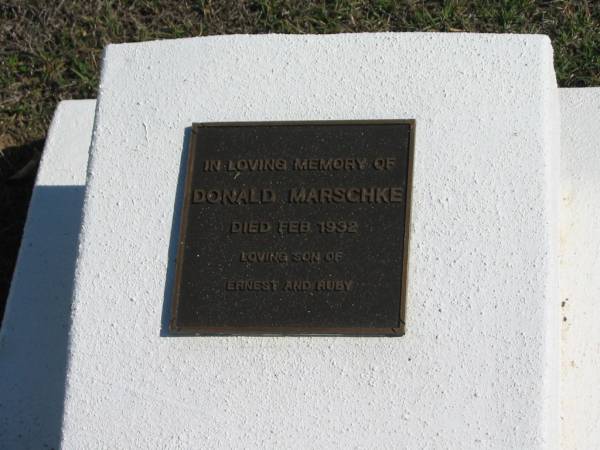 IN LOVING MEMORY OF
DONALD MARSCHKE
DIED FEB 1932
LOVING SON OF
ERNEST AND RUBY